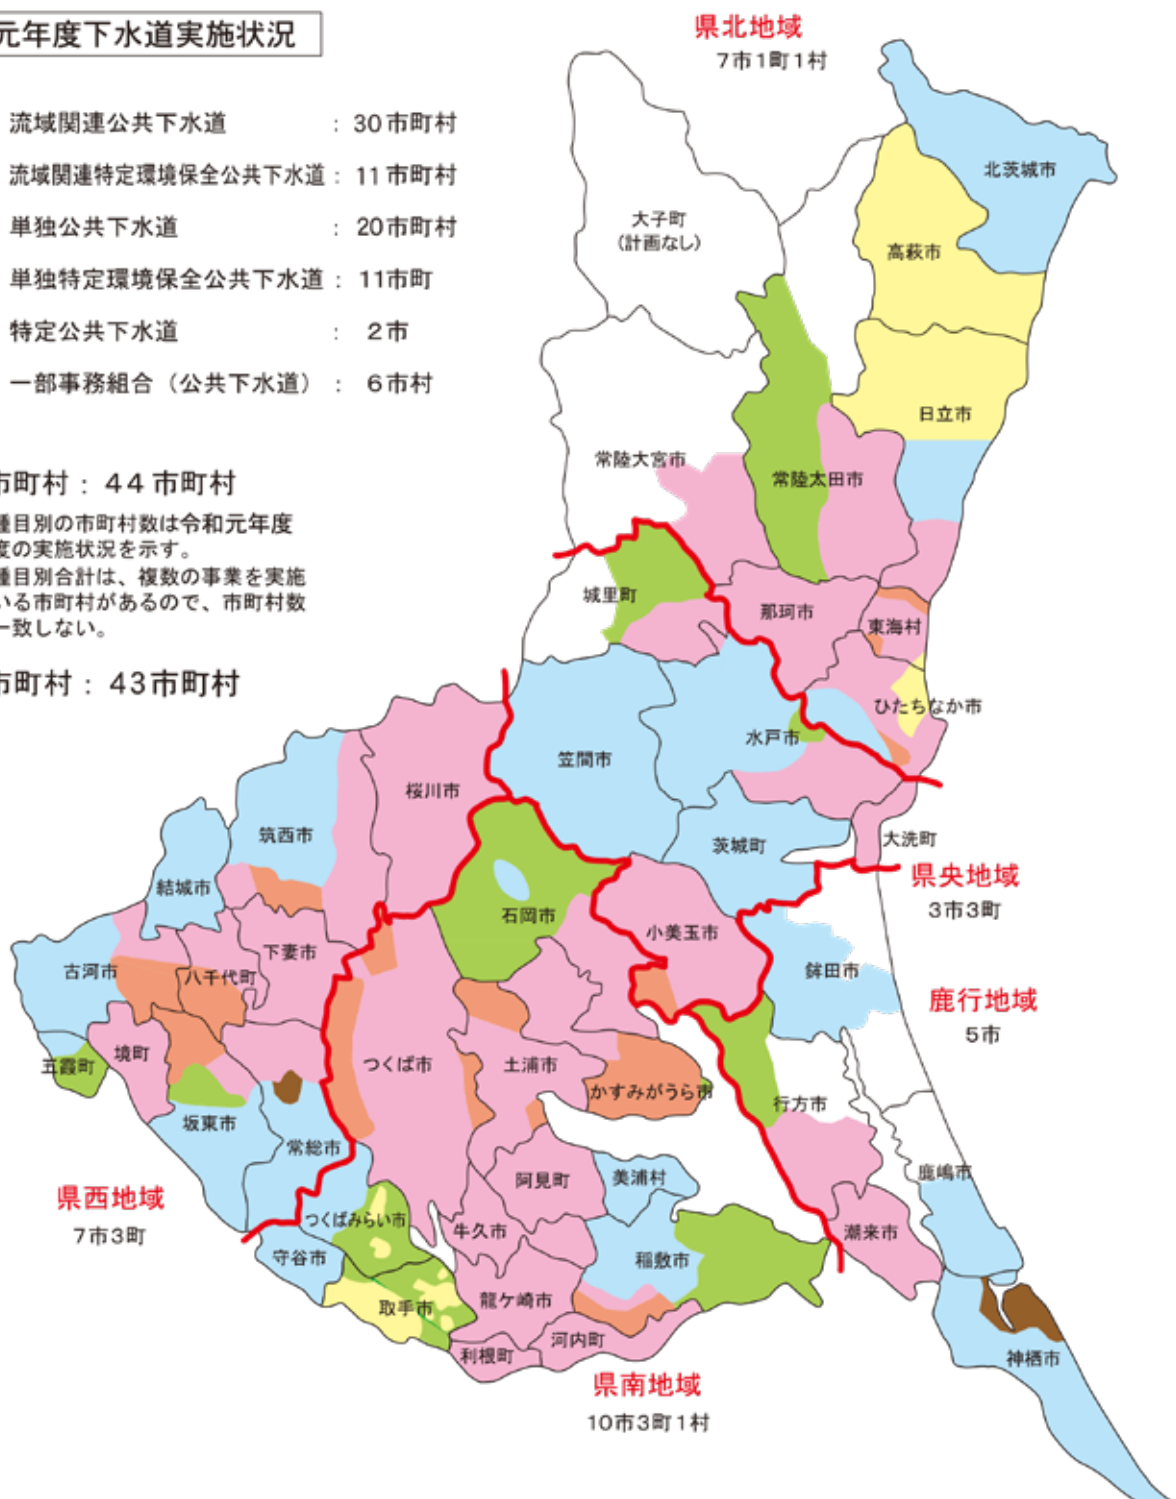 元年度下水道実施状況
流域関連公共下水道 : 30市町村
流域関連特定環境保全公共下水道 : 11市町村
単独公共下水道 : 20市町村
単独特定環境保全公共下水道 : 11市町
特定公共下水道 : 2市
一部事務組合（公共下水道） : 6市村
市町村 : 44市町村
種目別の市町村数は令和元年度
度の実施状況を示す。
種目別合計は、複数の事業を実施
いる市町村があるので、市町村数
一致しない。
市町村 : 43市町村
県北地域
7市1町1村
北茨城市
大子町
(計画なし)
高萩市
日立市
常陸大宮市
常陸太田市
城里町
那珂市
東海村
ひたちなか市
水戸市
笠間市
桜川市
筑西市
茨城町
大洗町
結城市
県央地域
3市3町
石岡市
小美玉市
下妻市
古河市
八千代町
鉾田市
鹿行地域
5市
五霞町
境町
つくば市
土浦市
かすみがうら市
行方市
坂東市
常総市
鹿嶋市
阿見町
美浦村
県西地域
7市3町
つくばみらい市
牛久市
潮来市
守谷市
稲敷市
取手市
龍ケ崎市
河内町
利根町
神栖市
県南地域
10市3町1村